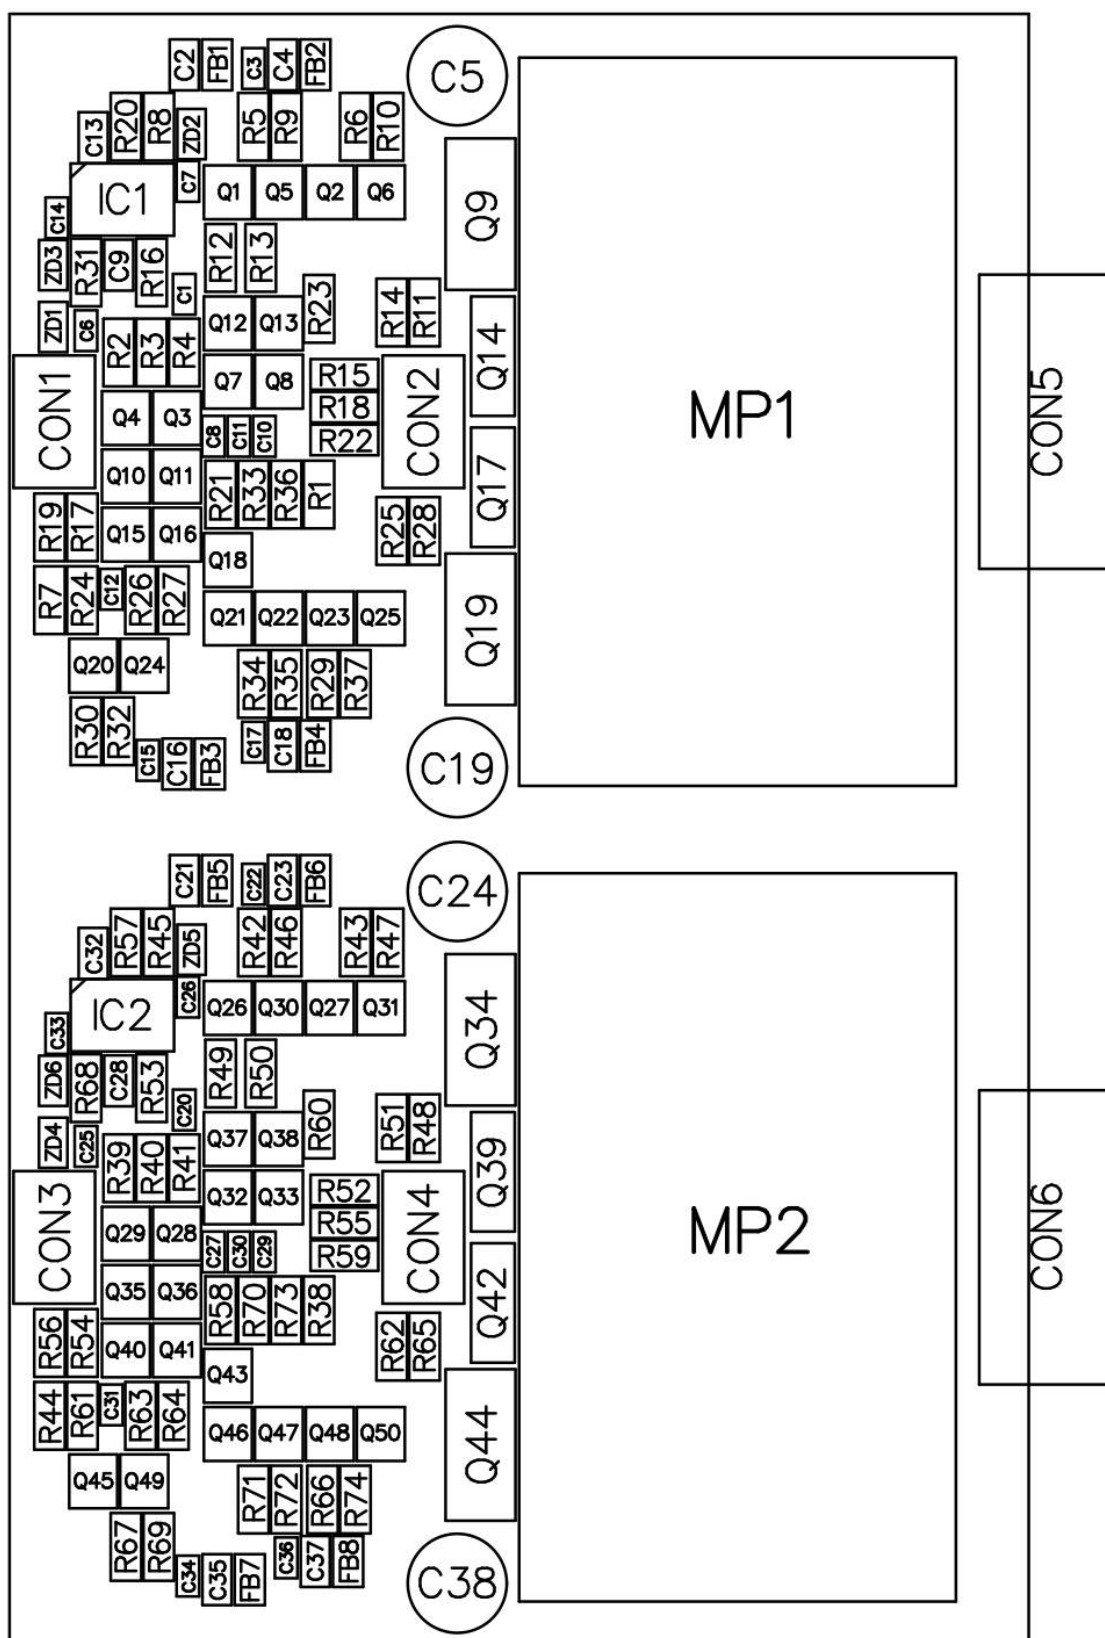 C2 FB1 C3 C4 FB2 C5
C13 R20 R8 ZD2 R5 R9 R6 R10
IC1 C7 Q1 Q5 Q2 Q6 Q9
C14
ZD3 R31 C9 R16 C1 R12 R13
ZD1 C6 Q12 Q13 R23 R14 R11
R2 R3 R4 Q14
CON1 Q7 Q8 R15 CON2 MP1 CON5
Q4 Q3 R18
C8 C11 C10 R22
Q10 Q11 R21 R33 R36 R1 Q17
R19 R17 Q15 Q16 R25 R28
Q18
R7 R24 C12 R26 R27
Q21 Q22 Q23 Q25 Q19
Q20 Q24 R34 R35 R29 R37
R30 R32 C17 C18 FB4
C15 C16 FB3 C19
C21 FB5 C22 C23 FB6 C24
C32 R57 R45 ZD5 R42 R46 R43 R47
IC2 C26 Q26 Q30 Q27 Q31 Q34
C33
ZD6 R68 C28 R53 C20 R49 R50
ZD4 C25 Q37 Q38 R60 R51 R48
R39 R40 R41 Q39
CON3 Q32 Q33 R52 CON4 MP2 CON6
Q29 Q28 R55
C27 C30 C29 R59
Q35 Q36 R58 R70 R73 R38 Q42
R56 R54 Q40 Q41 R62 R65
Q43
R44 R61 C31 R63 R64
Q46 Q47 Q48 Q50 Q44
Q45 Q49 R71 R72 R66 R74
R67 R69 C36 C37 FB8
C34 C35 FB7 C38